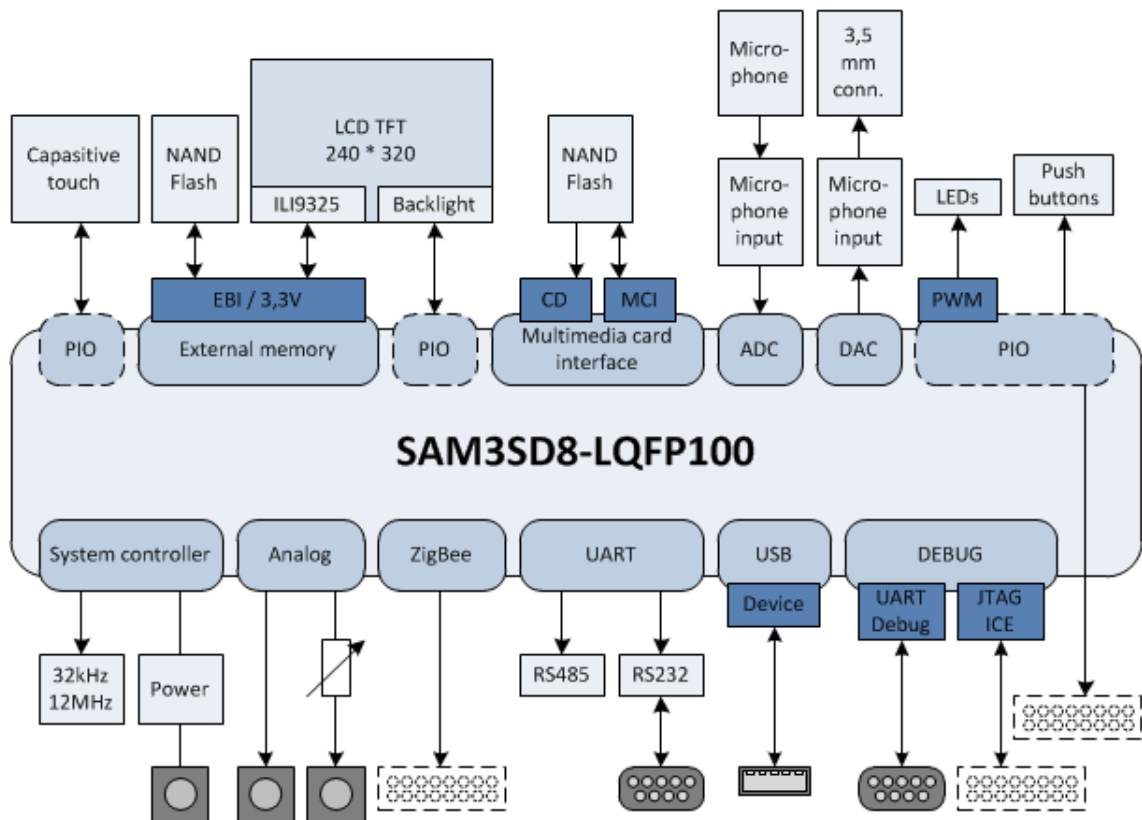 Micro-
phone
3,5
mm
conn.
Capasitive
touch
NAND
Flash
LCD TFT
240 * 320
ILI9325
Backlight
NAND
Flash
Micro-
phone
input
Micro-
phone
input
LEDs
Push
buttons
EBI / 3,3V
CD
MCI
PWM
PIO
External memory
PIO
Multimedia card
interface
ADC
DAC
PIO
SAM3SD8-LQFP100
System controller
Analog
ZigBee
UART
USB
DEBUG
Device
UART
Debug
JTAG
ICE
32kHz
12MHz
Power
RS485
RS232